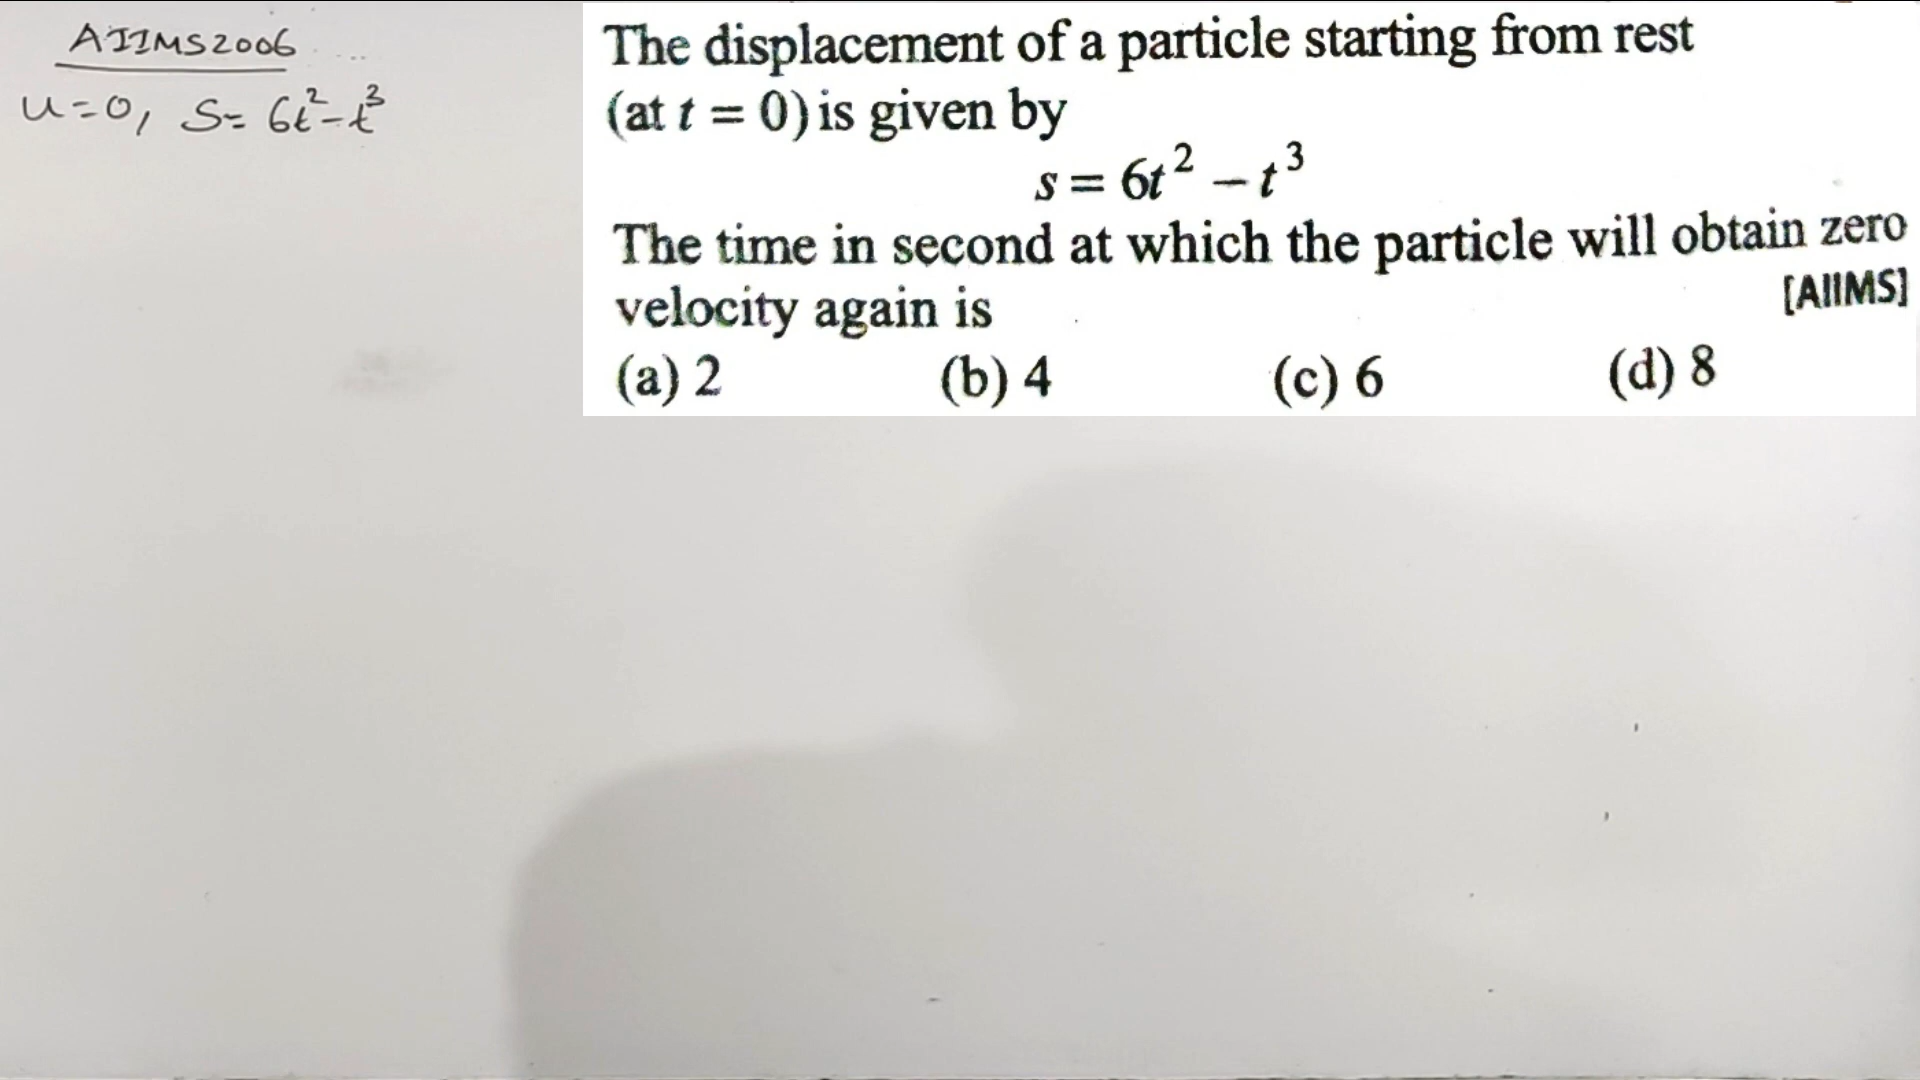 AIIMS2006
u=0, S= 6t²-t³
The displacement of a particle starting from rest
(at t = 0) is given by
s = 6t² – t³
The time in second at which the particle will obtain zero
velocity again is
[AIIMS]
(a) 2 (b) 4 (c) 6 (d) 8